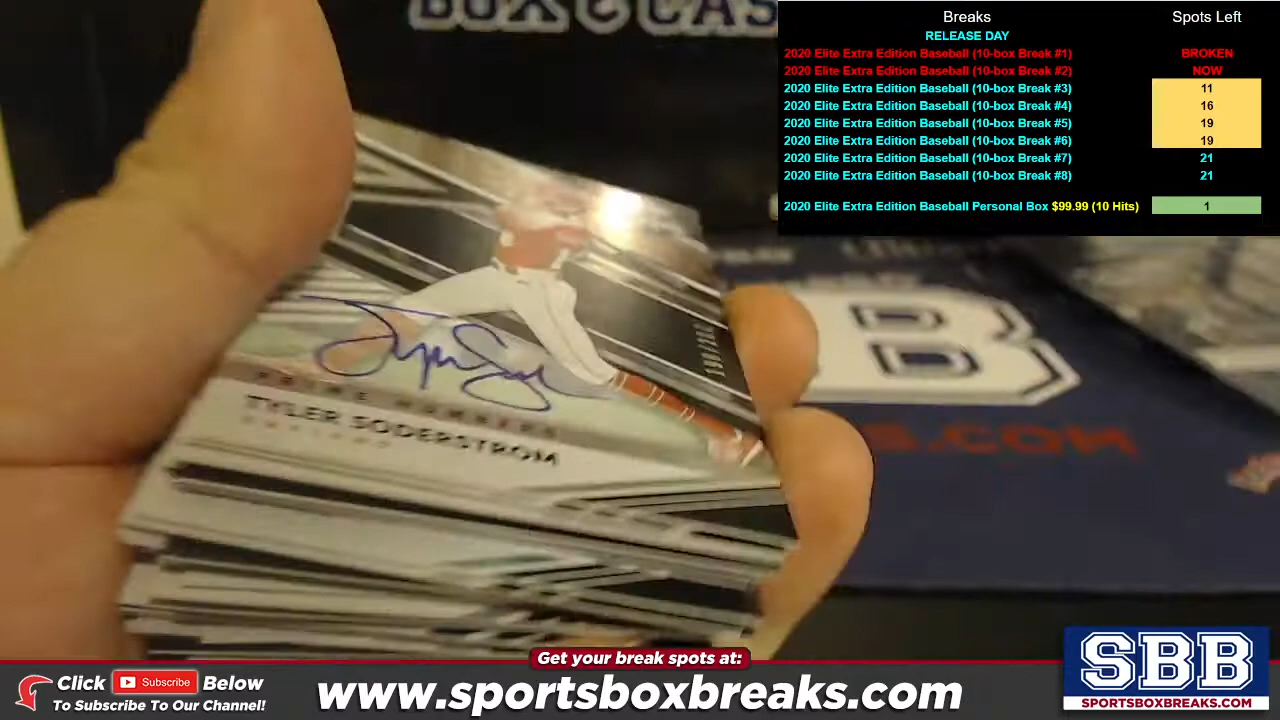 BOX & CAS
Breaks
Spots Left
RELEASE DAY
2020 Elite Extra Edition Baseball (10-box Break #1) BROKEN
2020 Elite Extra Edition Baseball (10-box Break #2) NOW
2020 Elite Extra Edition Baseball (10-box Break #3) 11
2020 Elite Extra Edition Baseball (10-box Break #4) 16
2020 Elite Extra Edition Baseball (10-box Break #5) 19
2020 Elite Extra Edition Baseball (10-box Break #6) 19
2020 Elite Extra Edition Baseball (10-box Break #7) 21
2020 Elite Extra Edition Baseball (10-box Break #8) 21
2020 Elite Extra Edition Baseball Personal Box $99.99 (10 Hits) 1
B
PRIME NUMBERS
TYLER SODERSTROM
S.COM
Get your break spots at:
Click Subscribe Below
To Subscribe To Our Channel!
www.sportsboxbreaks.com
SBB
SPORTSBOXBREAKS.COM